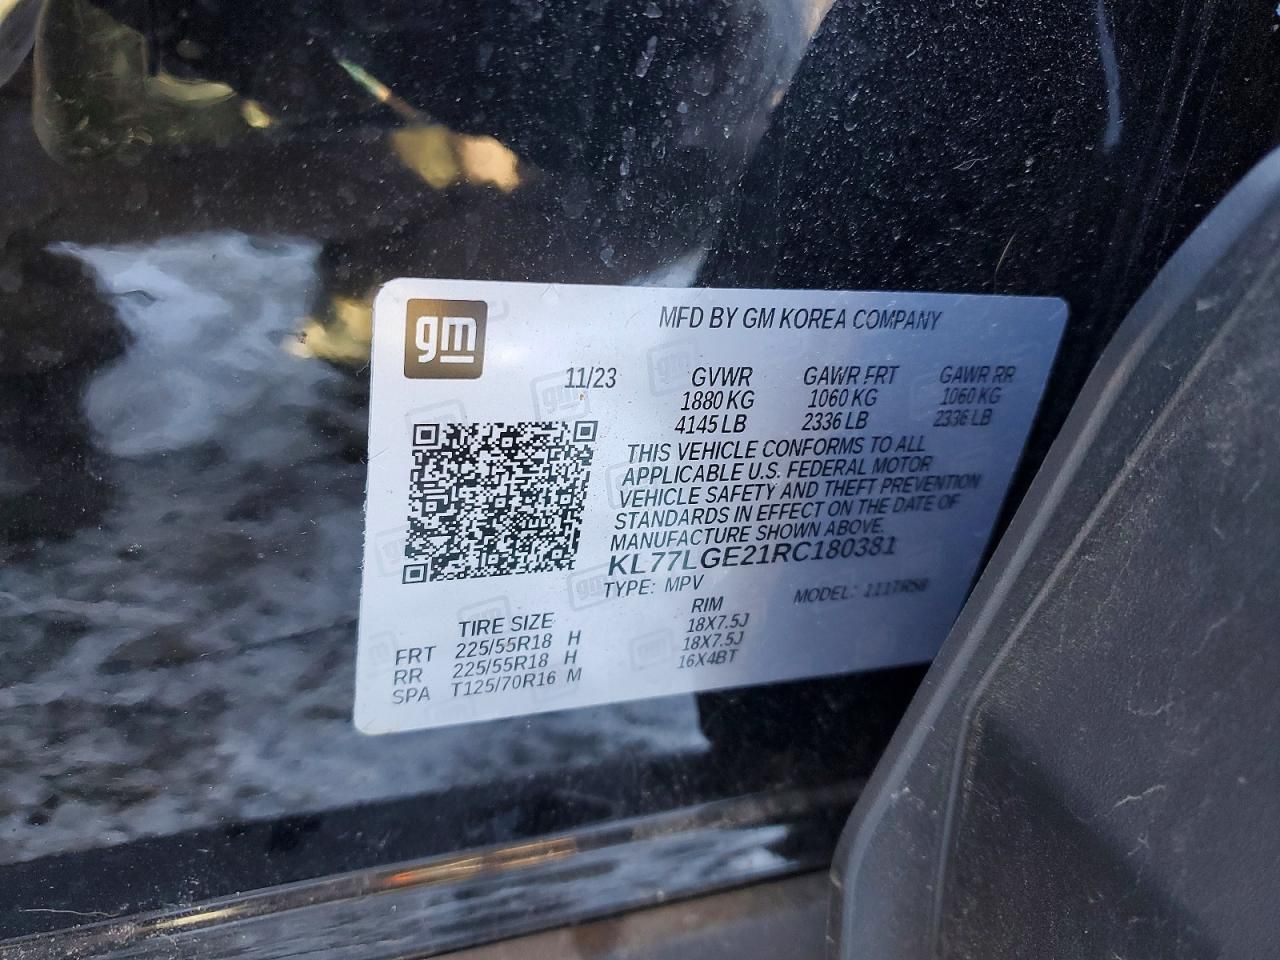 gm
MFD BY GM KOREA COMPANY
11/23 GVWR GAWR FRT GAWR RR
1880 KG 1060 KG 1060 KG
4145 LB 2336 LB 2336 LB
THIS VEHICLE CONFORMS TO ALL
APPLICABLE U.S. FEDERAL MOTOR
VEHICLE SAFETY AND THEFT PREVENTION
STANDARDS IN EFFECT ON THE DATE OF
MANUFACTURE SHOWN ABOVE.
KL77LGE21RC180381
TYPE: MPV MODEL: 1TR58
TIRE SIZE RIM
FRT 225/55R18 H 18X7.5J
RR 225/55R18 H 18X7.5J
SPA T125/70R16 M 16X4BT